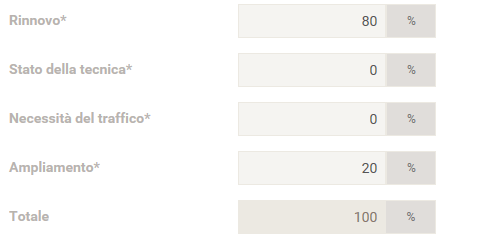 Rinnovo* 80 %
Stato della tecnica* 0 %
Necessità del traffico* 0 %
Ampliamento* 20 %
Totale 100 %